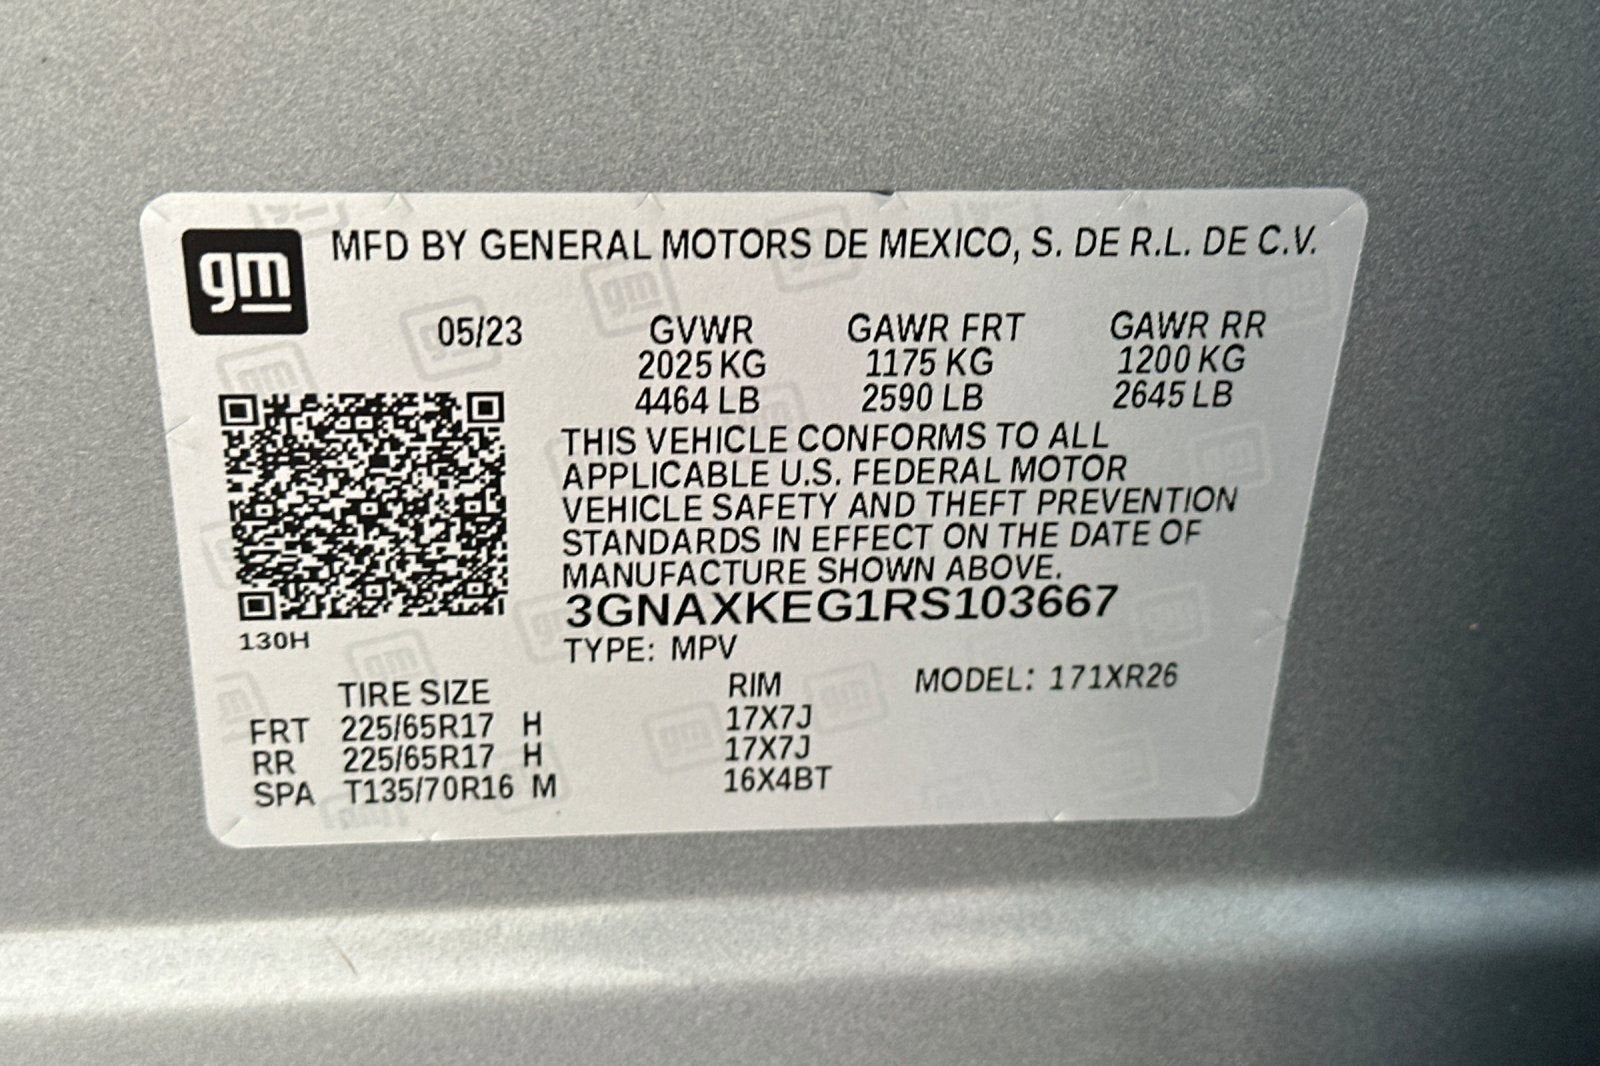 gm
MFD BY GENERAL MOTORS DE MEXICO, S. DE R.L. DE C.V.
05/23 GVWR GAWR FRT GAWR RR
2025 KG 1175 KG 1200 KG
4464 LB 2590 LB 2645 LB
THIS VEHICLE CONFORMS TO ALL
APPLICABLE U.S. FEDERAL MOTOR
VEHICLE SAFETY AND THEFT PREVENTION
STANDARDS IN EFFECT ON THE DATE OF
MANUFACTURE SHOWN ABOVE.
3GNAXKEG1RS103667
130H
TYPE: MPV
TIRE SIZE RIM MODEL: 171XR26
FRT 225/65R17 H 17X7J
RR 225/65R17 H 17X7J
SPA T135/70R16 M 16X4BT